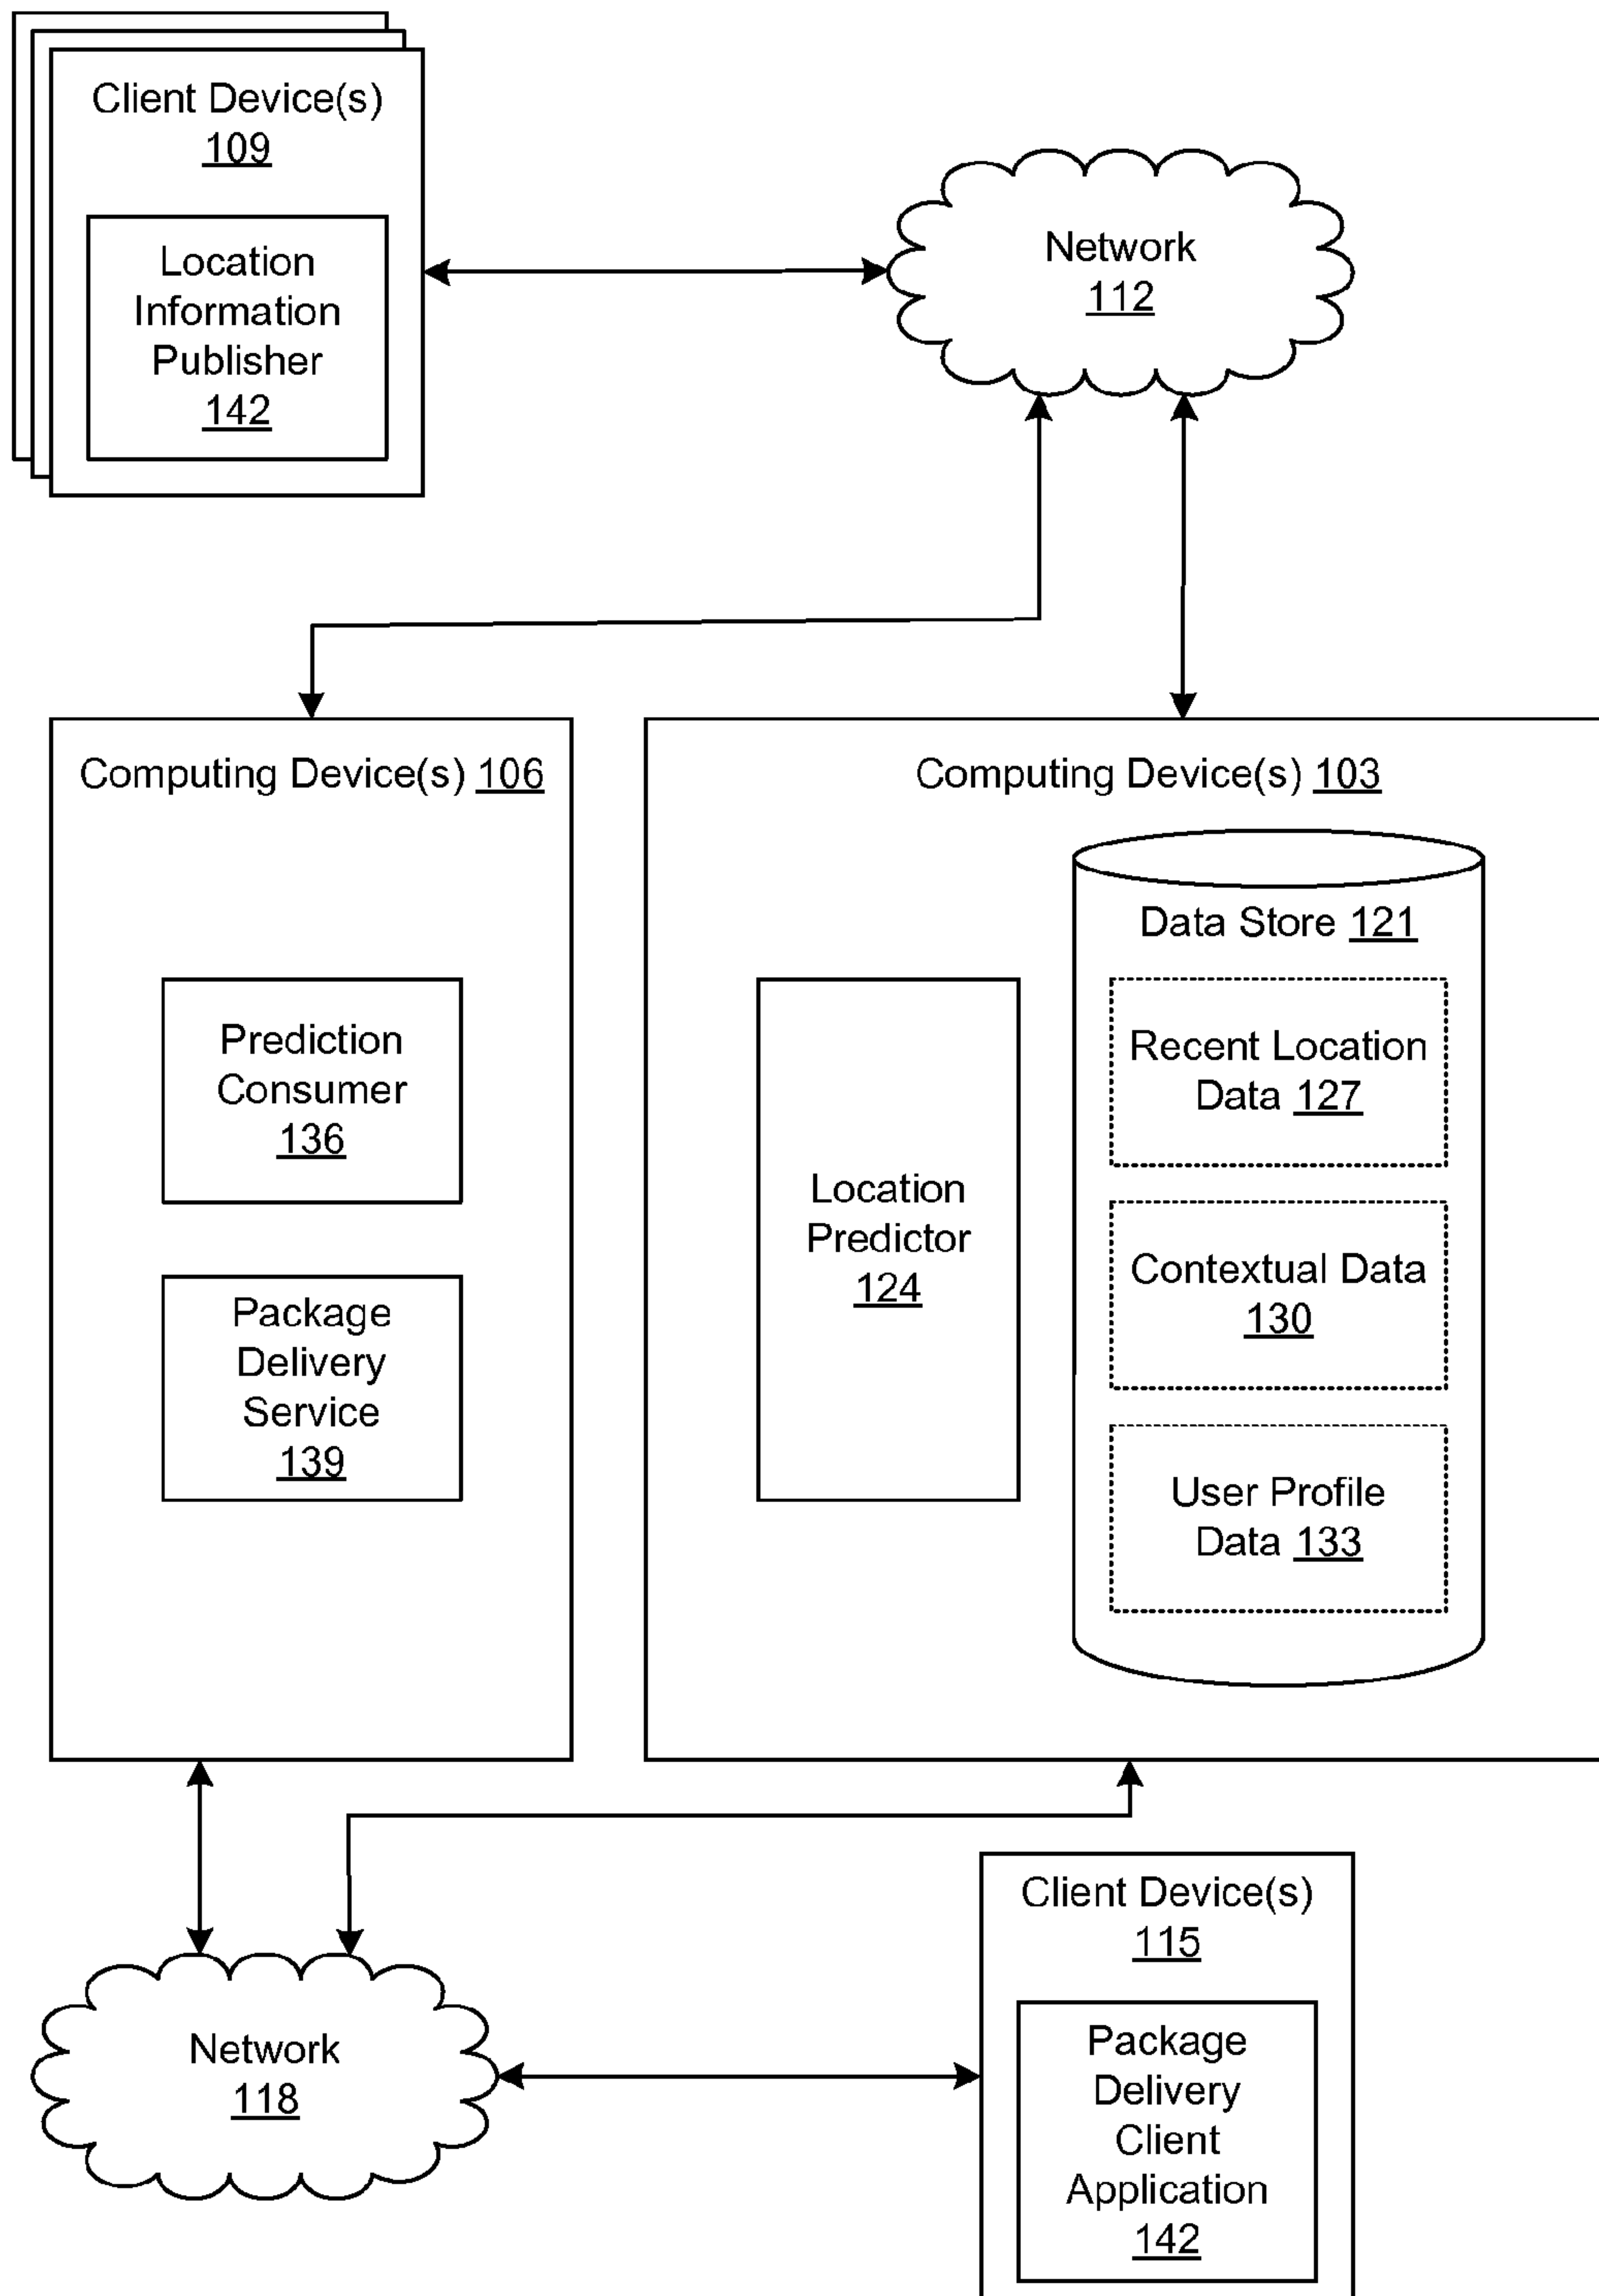 Client Device(s)
109
Location
Information
Publisher
142
Network
112
Computing Device(s) 106
Prediction
Consumer
136
Package
Delivery
Service
139
Computing Device(s) 103
Location
Predictor
124
Data Store 121
Recent Location
Data 127
Contextual Data
130
User Profile
Data 133
Network
118
Client Device(s)
115
Package
Delivery
Client
Application
142